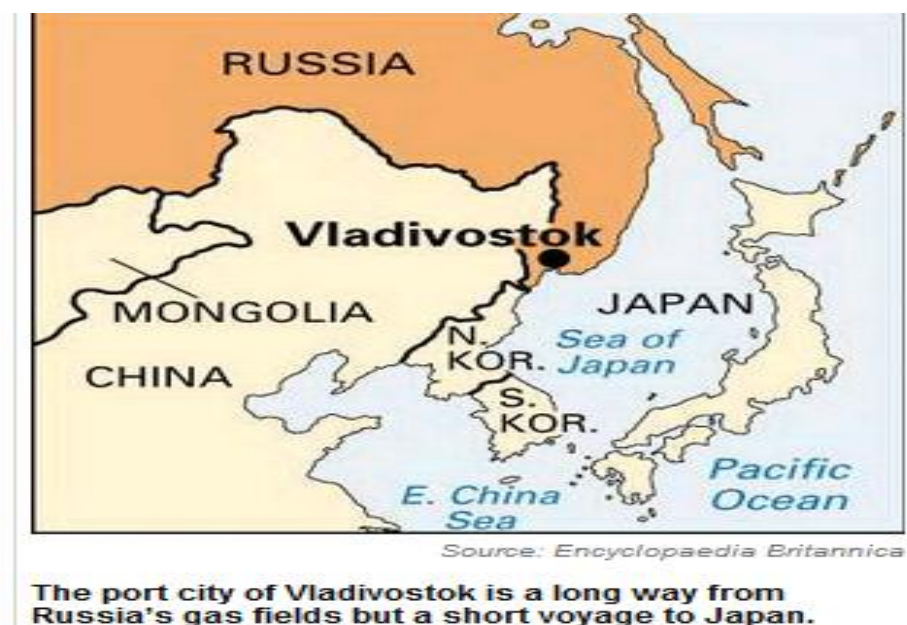 RUSSIA
Vladivostok
MONGOLIA
JAPAN
CHINA
N.
KOR.
Sea of
Japan
S.
KOR.
E. China
Sea
Pacific
Ocean
Source: Encyclopaedia Britannica
The port city of Vladivostok is a long way from
Russia's gas fields but a short voyage to Japan.